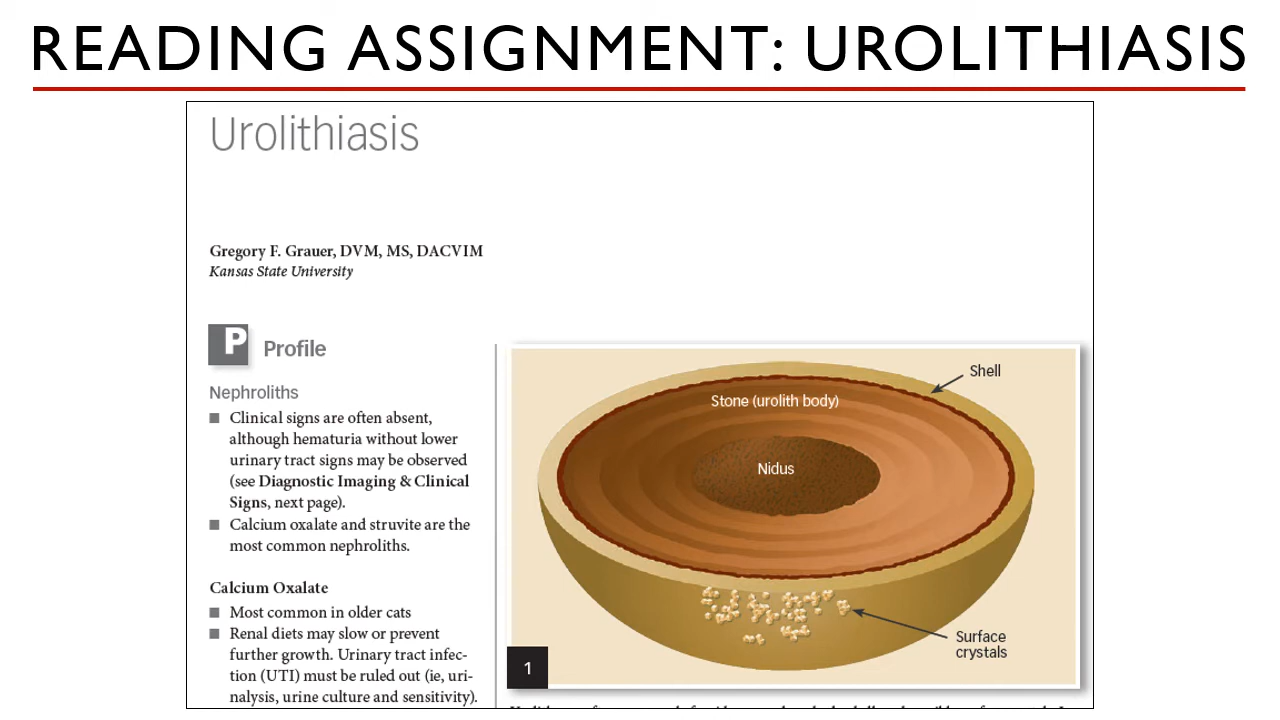 READING ASSIGNMENT: UROLITHIASIS
Urolithiasis
Gregory F. Grauer, DVM, MS, DACVIM
Kansas State University
P Profile
Nephroliths
■ Clinical signs are often absent,
although hematuria without lower
urinary tract signs may be observed
(see Diagnostic Imaging & Clinical
Signs, next page).
■ Calcium oxalate and struvite are the
most common nephroliths.
Calcium Oxalate
■ Most common in older cats
■ Renal diets may slow or prevent
further growth. Urinary tract infec-
tion (UTI) must be ruled out (ie, uri-
nalysis, urine culture and sensitivity).
Shell
Stone (urolith body)
Nidus
Surface
crystals
1